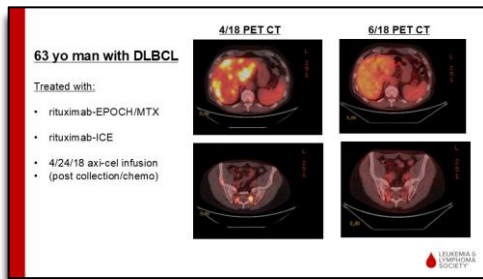 4/18 PET CT
6/18 PET CT
63 yo man with DLBCL
Treated with:
• rituximab-EPOCH/MTX
• rituximab-ICE
• 4/24/18 axi-cel infusion
• (post collection/chemo)
LEUKEMIA &
LYMPHOMA
SOCIETY